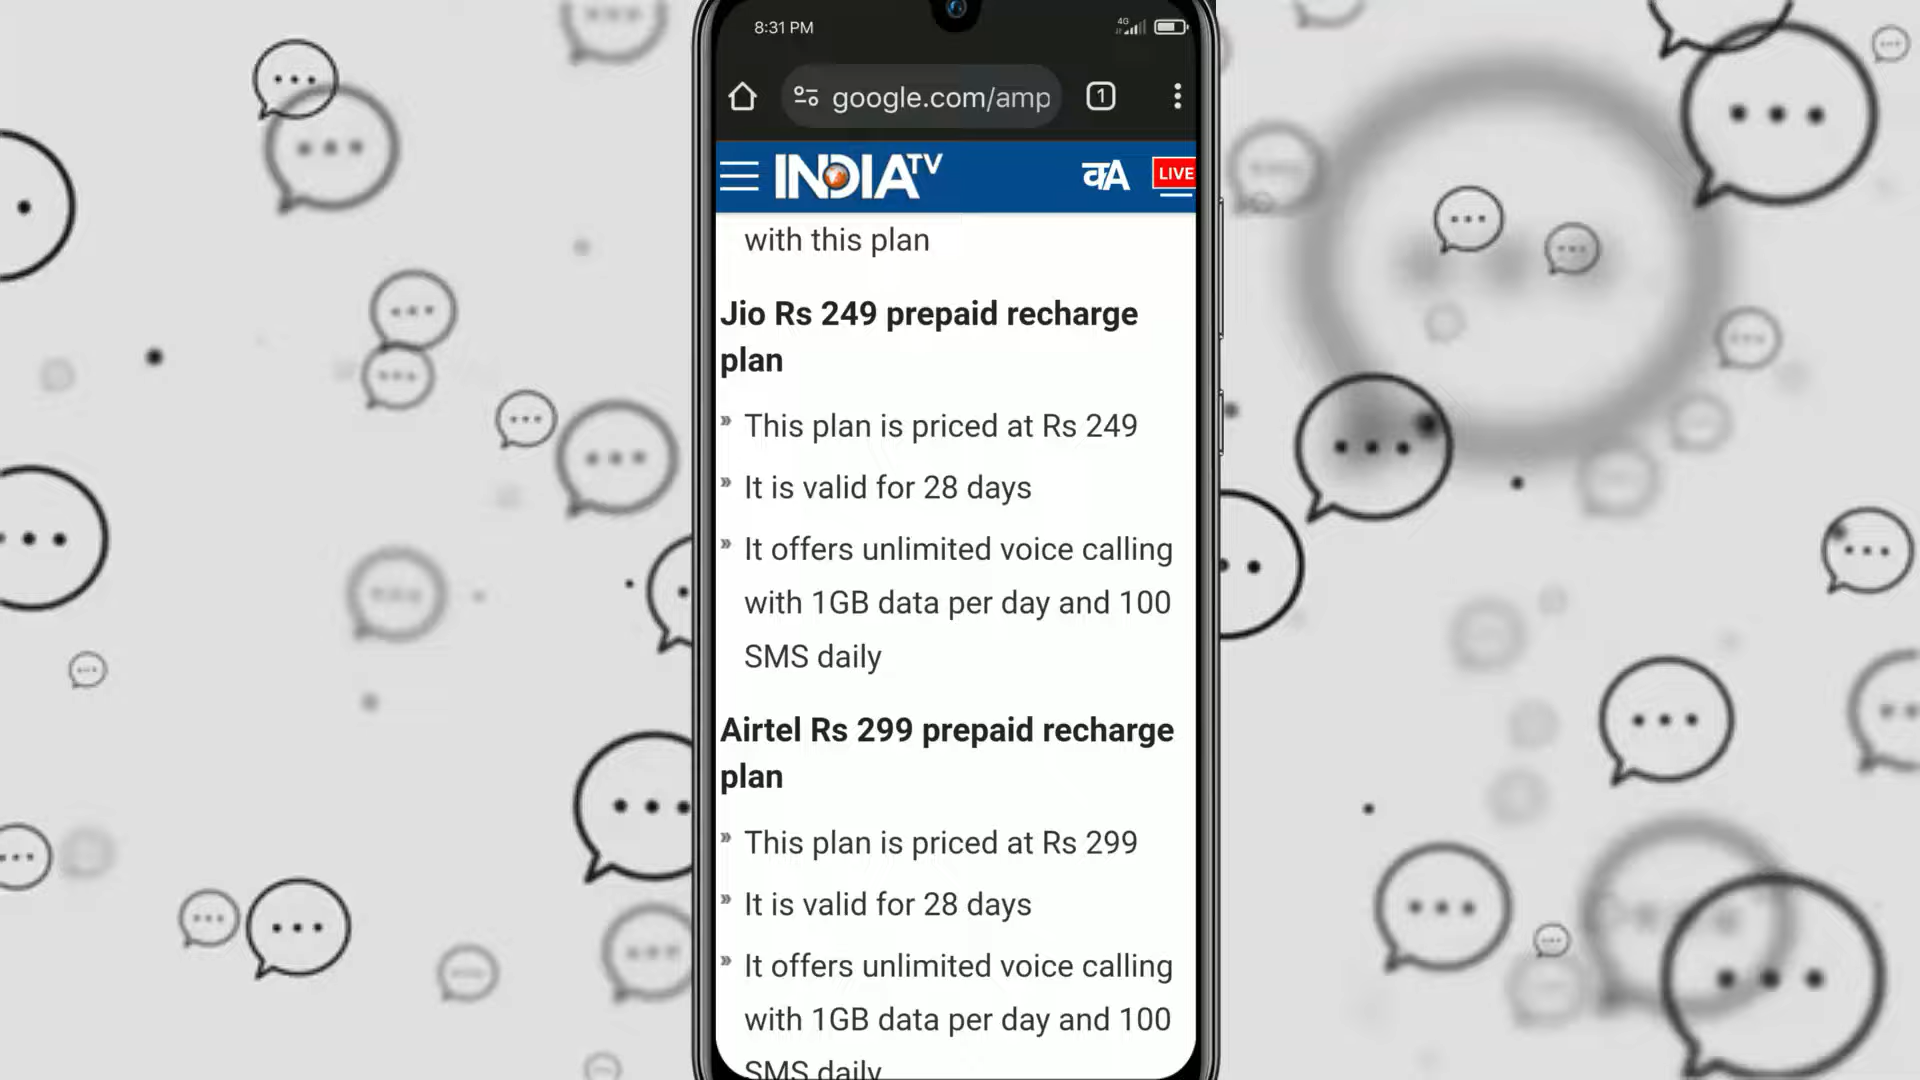 8:31 PM
4G
google.com/amp
1
INDIA TV
कA
LIVE
with this plan
Jio Rs 249 prepaid recharge
plan
» This plan is priced at Rs 249
» It is valid for 28 days
» It offers unlimited voice calling
with 1GB data per day and 100
SMS daily
Airtel Rs 299 prepaid recharge
plan
» This plan is priced at Rs 299
» It is valid for 28 days
» It offers unlimited voice calling
with 1GB data per day and 100
SMS daily